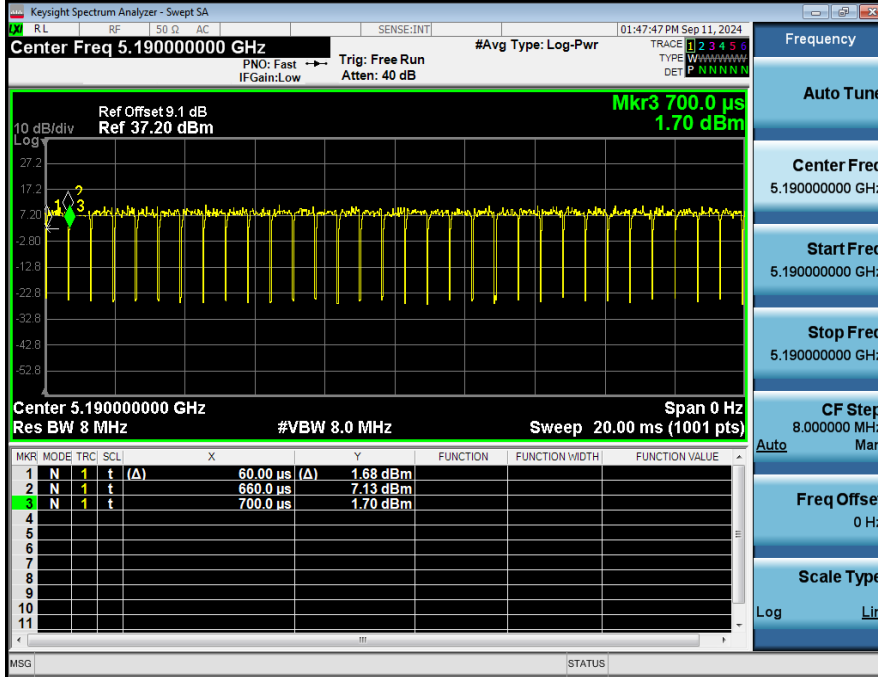 Keysight Spectrum Analyzer - Swept SA
LXI RL RF 50 Ω AC SENSE:INT 01:47:47 PM Sep 11, 2024
Center Freq 5.190000000 GHz #Avg Type: Log-Pwr TRACE 1 2 3 4 5 6
PNO: Fast Trig: Free Run TYPE WWWWWWW
IFGain:Low Atten: 40 dB DET P N N N N N
Mkr3 700.0 µs
1.70 dBm
Ref Offset 9.1 dB
10 dB/div Ref 37.20 dBm
Log
27.2
17.2
7.20
-2.80
-12.8
-22.8
-32.8
-42.8
-52.8
1 2 3
Center 5.190000000 GHz Span 0 Hz
Res BW 8 MHz #VBW 8.0 MHz Sweep 20.00 ms (1001 pts)
MKR MODE TRC SCL X Y FUNCTION FUNCTION WIDTH FUNCTION VALUE
1 N 1 t (Δ) 60.00 µs (Δ) 1.68 dBm
2 N 1 t 660.0 µs 7.13 dBm
3 N 1 t 700.0 µs 1.70 dBm
4
5
6
7
8
9
10
11
MSG STATUS
Frequency
Auto Tune
Center Freq
5.190000000 GHz
Start Freq
5.190000000 GHz
Stop Freq
5.190000000 GHz
CF Step
8.000000 MHz
Auto Man
Freq Offset
0 Hz
Scale Type
Log Lin